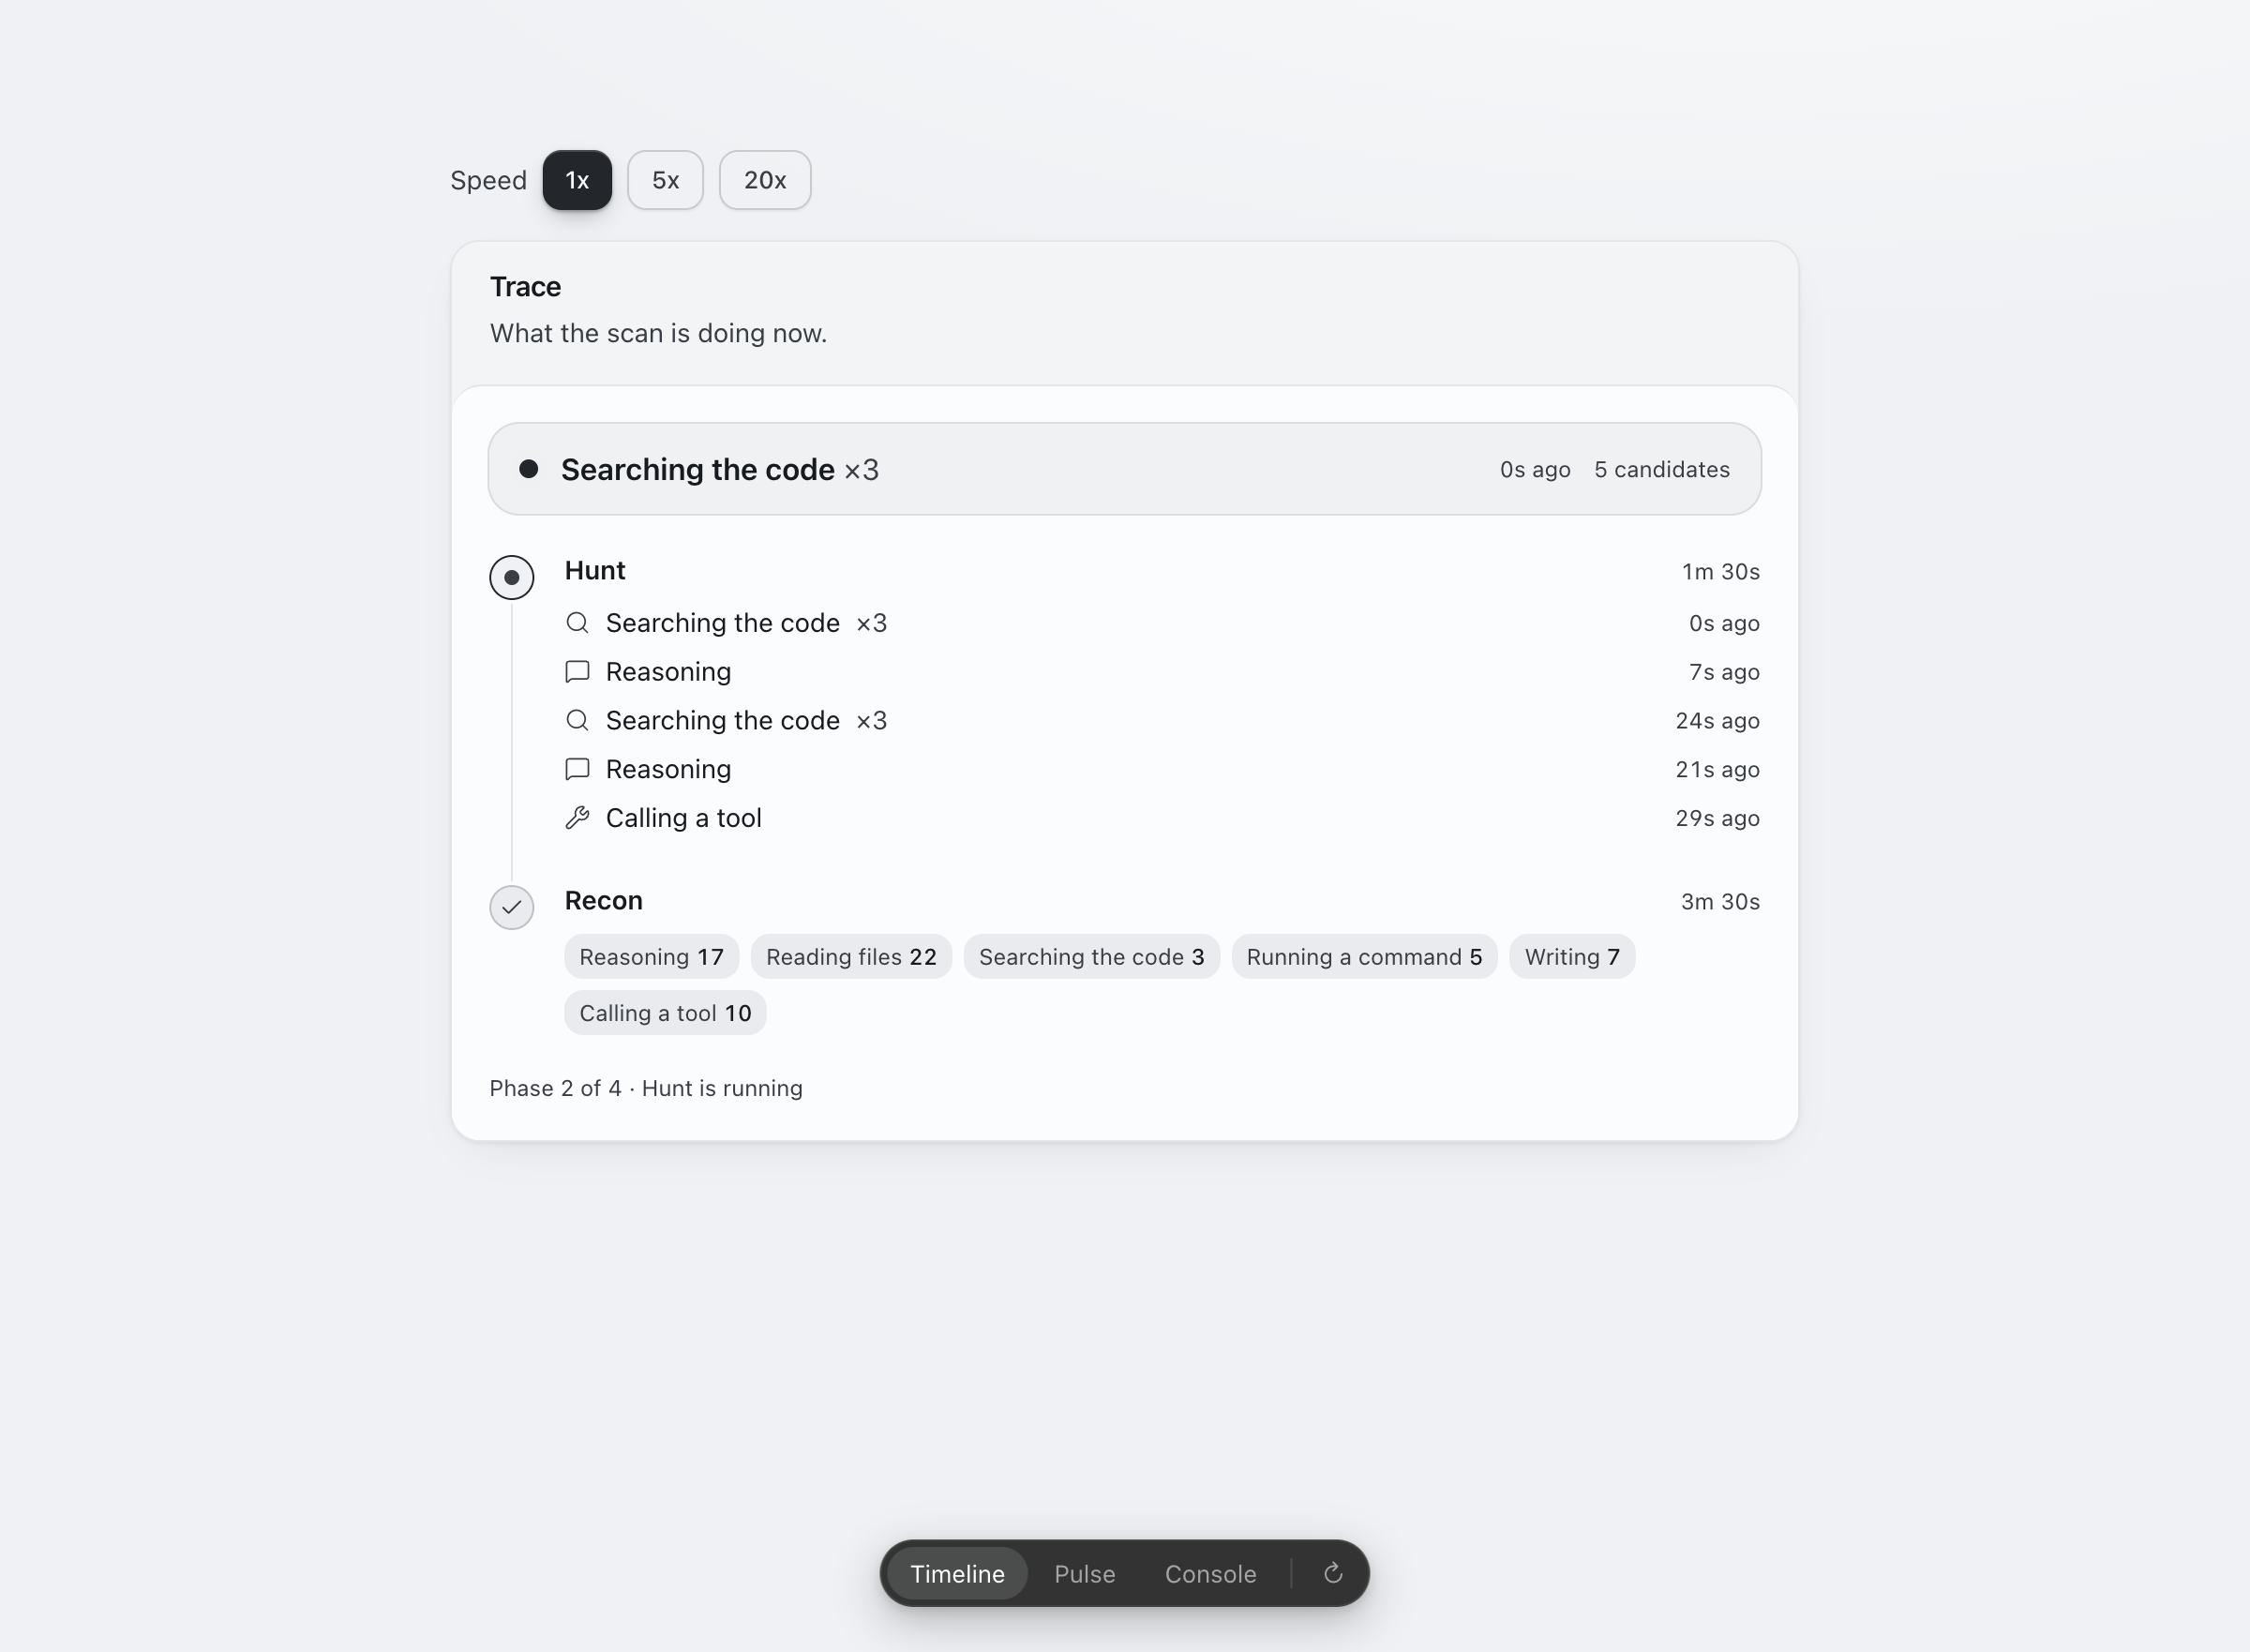 Speed 1x 5x 20x
Trace
What the scan is doing now.
Searching the code ×3 0s ago 5 candidates
Hunt 1m 30s
Searching the code ×3 0s ago
Reasoning 7s ago
Searching the code ×3 24s ago
Reasoning 21s ago
Calling a tool 29s ago
Recon 3m 30s
Reasoning 17 Reading files 22 Searching the code 3 Running a command 5 Writing 7
Calling a tool 10
Phase 2 of 4 · Hunt is running
Timeline Pulse Console